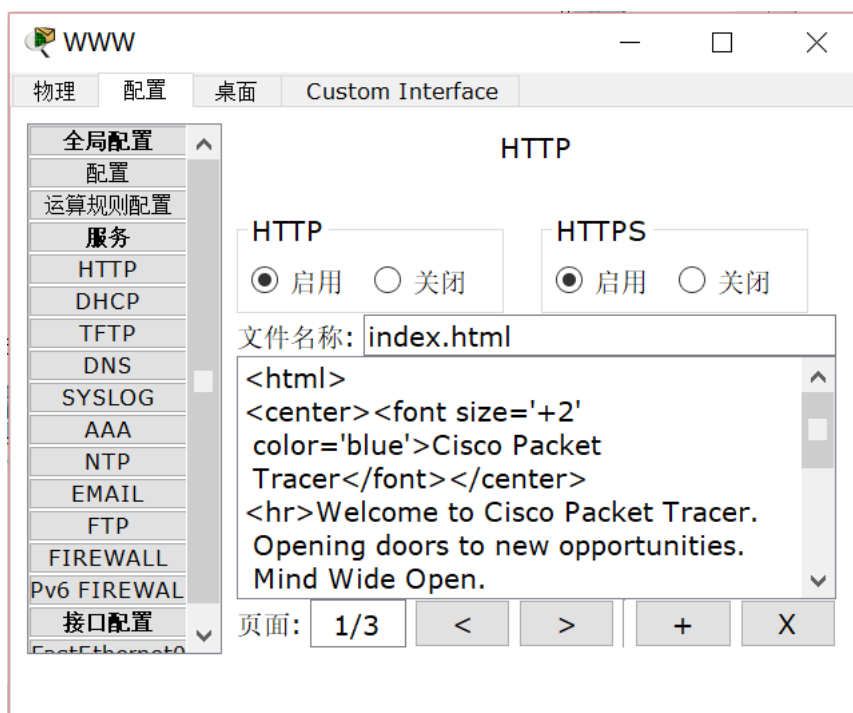 WWW
物理 配置 桌面 Custom Interface
全局配置
配置
运算规则配置
服务
HTTP
DHCP
TFTP
DNS
SYSLOG
AAA
NTP
EMAIL
FTP
FIREWALL
Pv6 FIREWAL
接口配置
HTTP
HTTP
启用 关闭
HTTPS
启用 关闭
文件名称: index.html
<html>
<center><font size='+2'
color='blue'>Cisco Packet
Tracer</font></center>
<hr>Welcome to Cisco Packet Tracer.
Opening doors to new opportunities.
Mind Wide Open.
页面: 1/3 < > + X